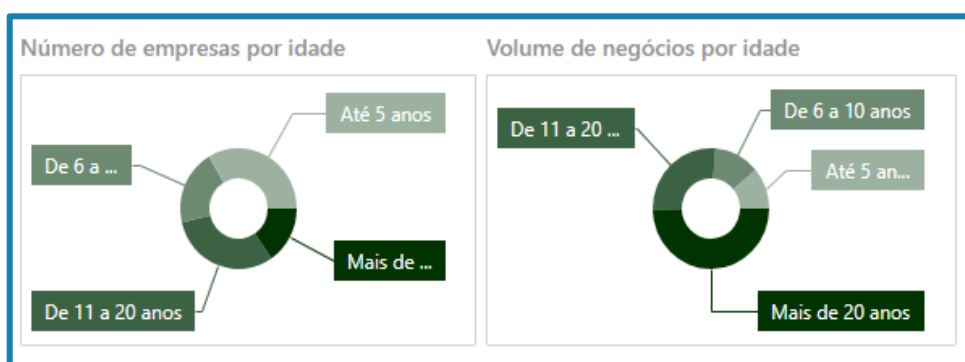 Número de empresas por idade
Até 5 anos
De 6 a ...
Mais de ...
De 11 a 20 anos
Volume de negócios por idade
De 6 a 10 anos
De 11 a 20 ...
Até 5 an...
Mais de 20 anos